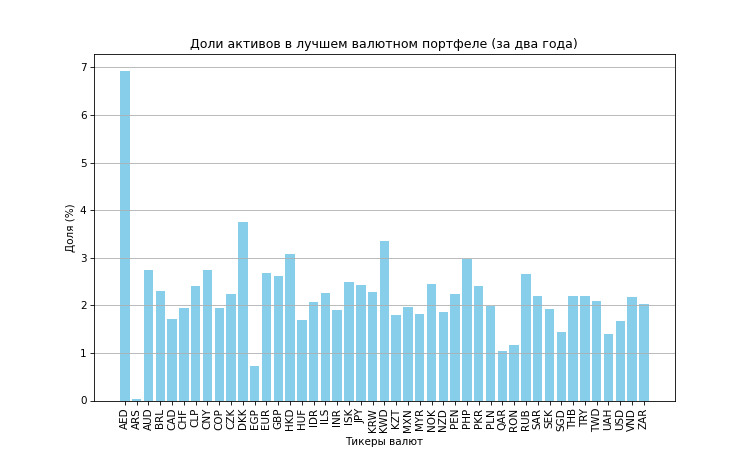 Доли активов в лучшем валютном портфеле (за два года)
7
6
5
4
3
2
1
0
Доля (%)
AED ARS AUD BRL CAD CHF CLP CNY COP CZK DKK EGP EUR GBP HKD HUF IDR ILS INR ISK JPY KRW KWD KZT MXN MYR NOK NZD PEN PHP PKR PLN QAR RON RUB SAR SEK SGD THB TRY TWD UAH USD VND ZAR
Тикеры валют